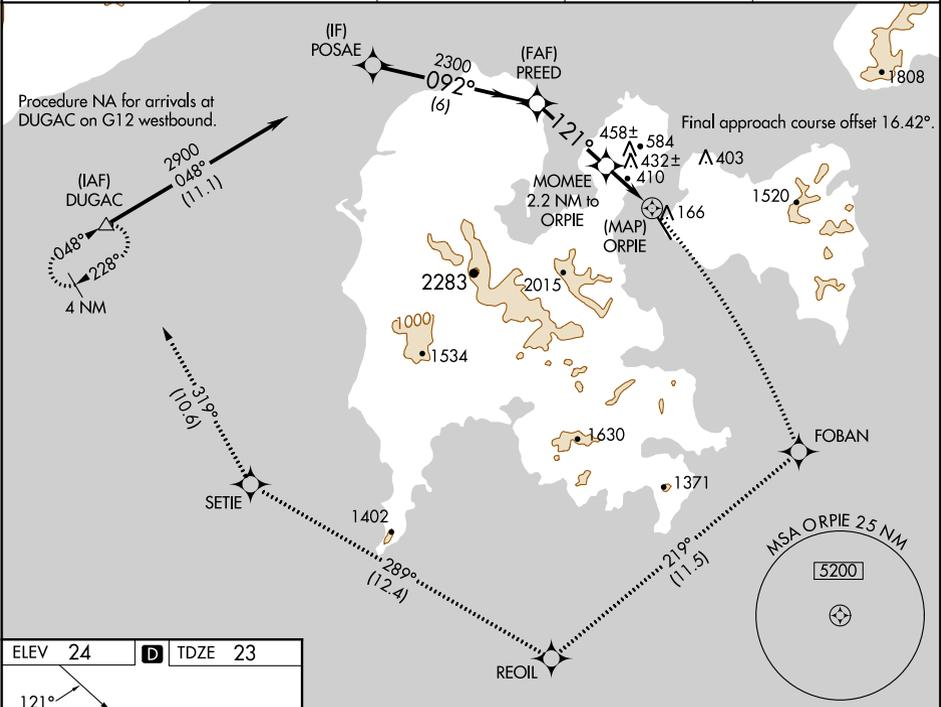 (IF)
POSAE
2300
092°
(6)
(FAF)
PREED
1808
Procedure NA for arrivals at
DUGAC on G12 westbound.
121°
458±
584
432±
410
403
Final approach course offset 16.42°.
2900
048°
(11.1)
(IAF)
DUGAC
048°
228°
4 NM
MOMEE
2.2 NM to
ORPIE
(MAP)
ORPIE
166
1520
2283
2015
1000
1534
319°
(10.6)
1630
FOBAN
1371
SETIE
1402
289°
(12.4)
219°
(11.5)
REOIL
MSA ORPIE 25 NM
5200
ELEV 24
D
TDZE 23
121°